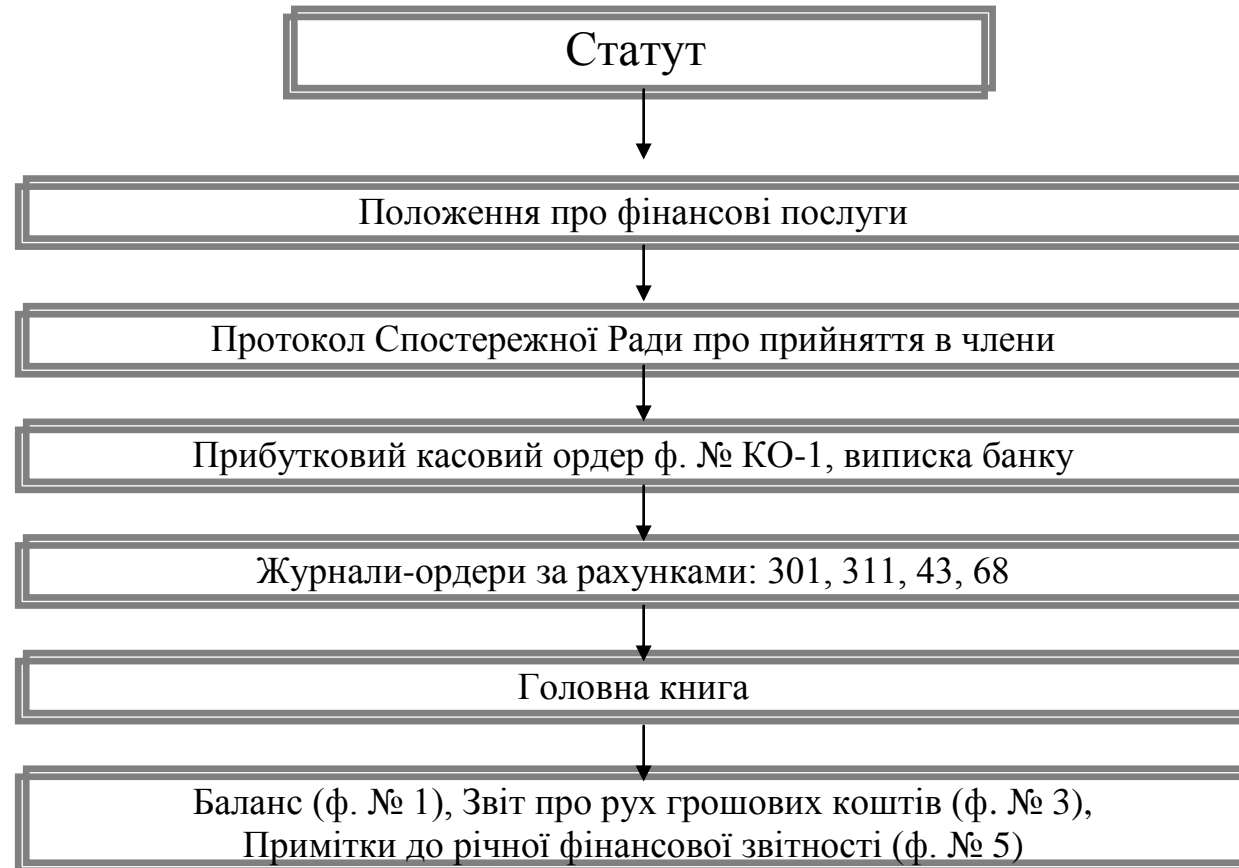 Статут
Положення про фінансові послуги
Протокол Спостережної Ради про прийняття в члени
Прибутковий касовий ордер ф. № КО-1, виписка банку
Журнали-ордери за рахунками: 301, 311, 43, 68
Головна книга
Баланс (ф. № 1), Звіт про рух грошових коштів (ф. № 3),
Примітки до річної фінансової звітності (ф. № 5)